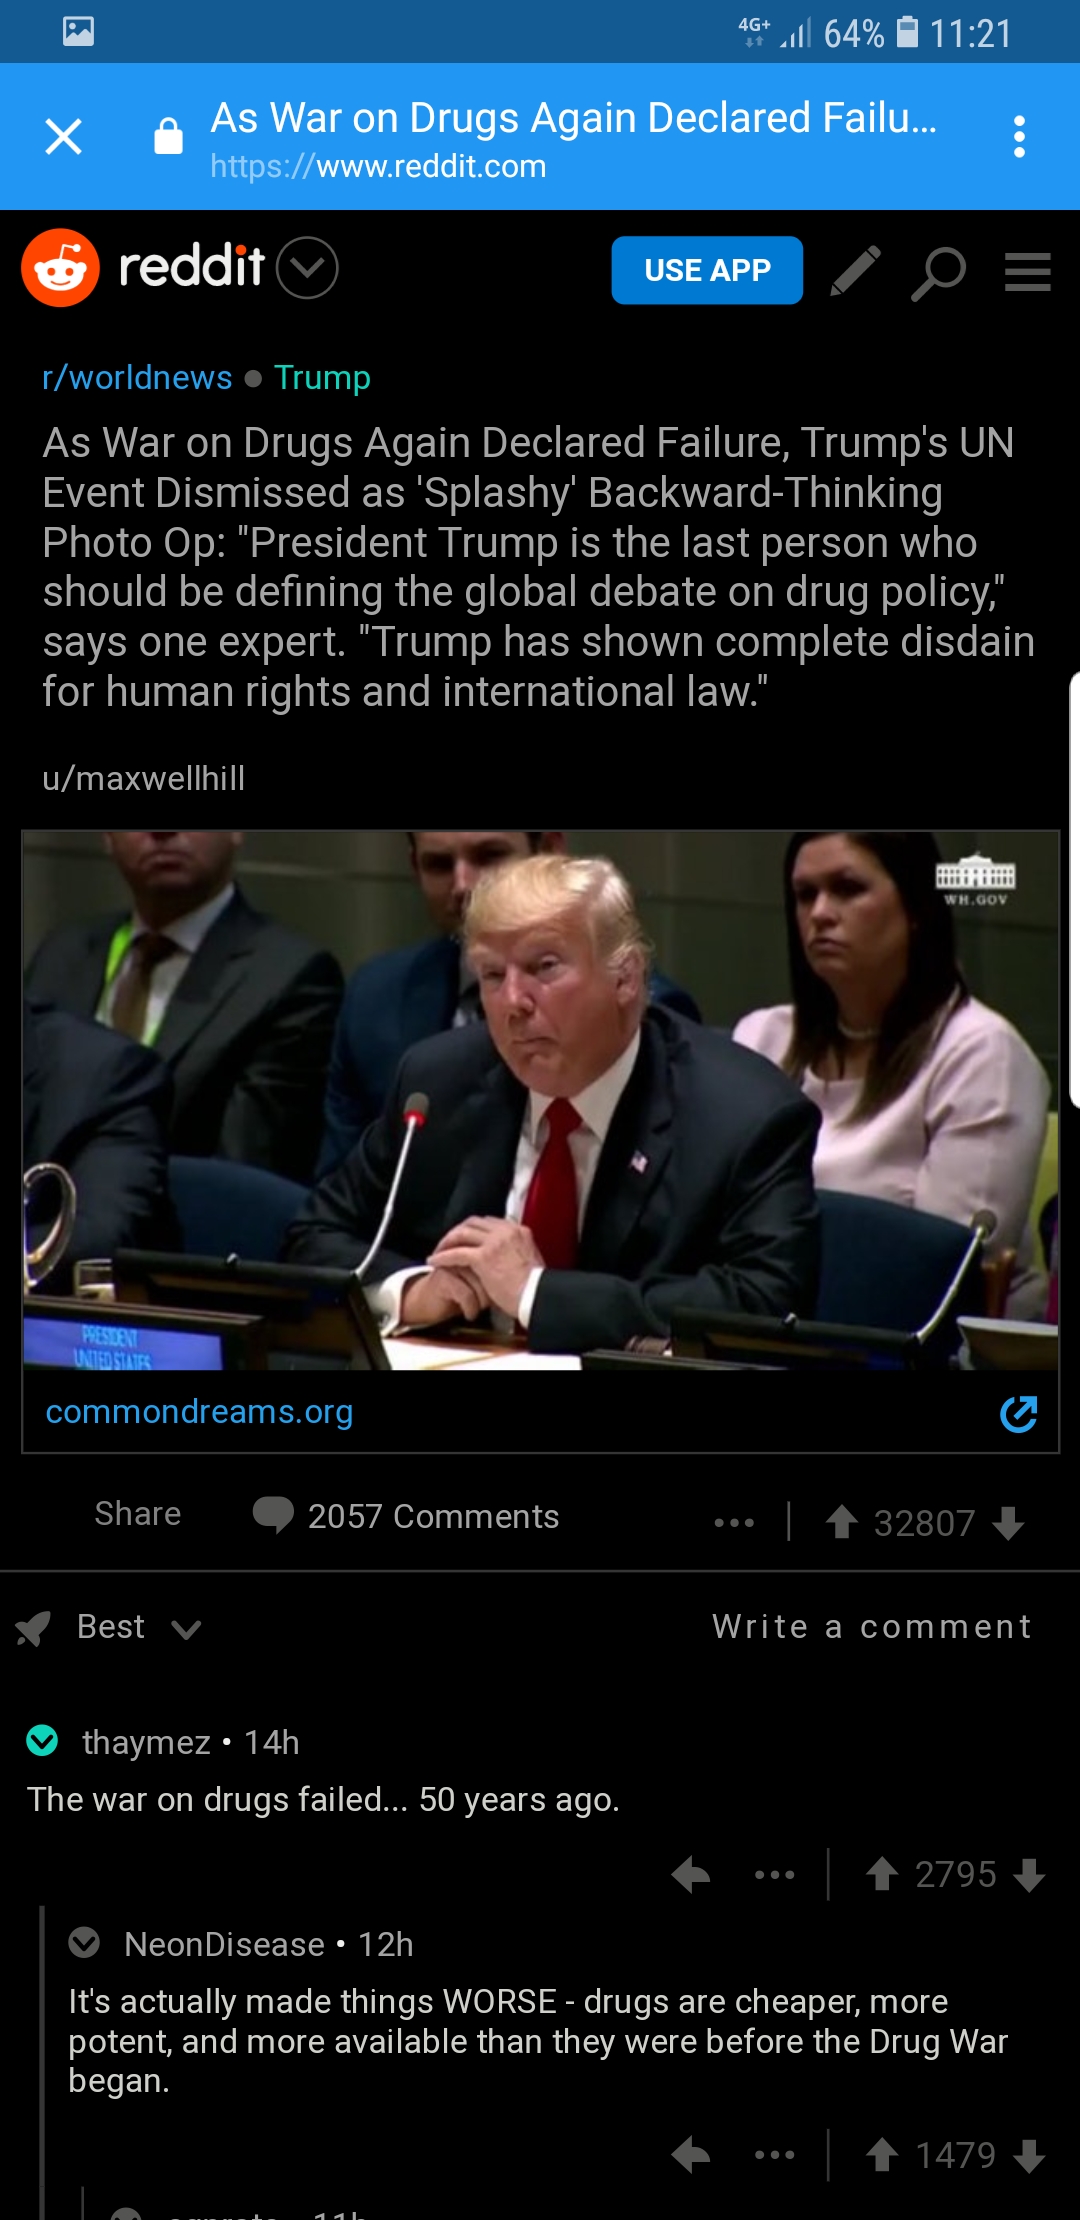 4G+ 64% 11:21
As War on Drugs Again Declared Failu...
https://www.reddit.com
reddit USE APP
r/worldnews • Trump
As War on Drugs Again Declared Failure, Trump's UN
Event Dismissed as 'Splashy' Backward-Thinking
Photo Op: "President Trump is the last person who
should be defining the global debate on drug policy,"
says one expert. "Trump has shown complete disdain
for human rights and international law."
u/maxwellhill
WH.GOV
PRESIDENT
UNITED STATES
commondreams.org
Share 2057 Comments ... | 32807
Best Write a comment
thaymez • 14h
The war on drugs failed... 50 years ago.
... | 2795
NeonDisease • 12h
It's actually made things WORSE - drugs are cheaper, more
potent, and more available than they were before the Drug War
began.
... | 1479
11h